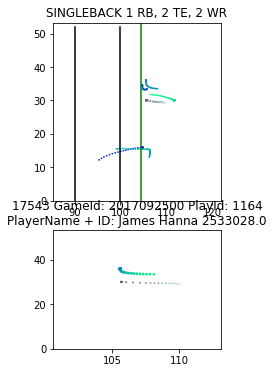 SINGLEBACK 1 RB, 2 TE, 2 WR
50
40
30
20
10
0
90 100 110 120
17543 GameId: 2017092500 PlayId: 1164
PlayerName + ID: James Hanna 2533028.0
40
20
0
105 110